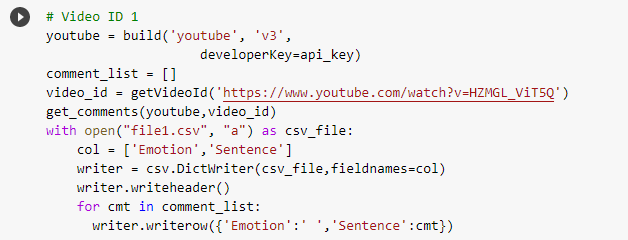 # Video ID 1
youtube = build('youtube', 'v3',
developerKey=api_key)
comment_list = []
video_id = getVideoId('https://www.youtube.com/watch?v=HZMGL_ViT5Q')
get_comments(youtube,video_id)
with open("file1.csv", "a") as csv_file:
col = ['Emotion','Sentence']
writer = csv.DictWriter(csv_file,fieldnames=col)
writer.writeheader()
for cmt in comment_list:
writer.writerow({'Emotion':' ','Sentence':cmt})